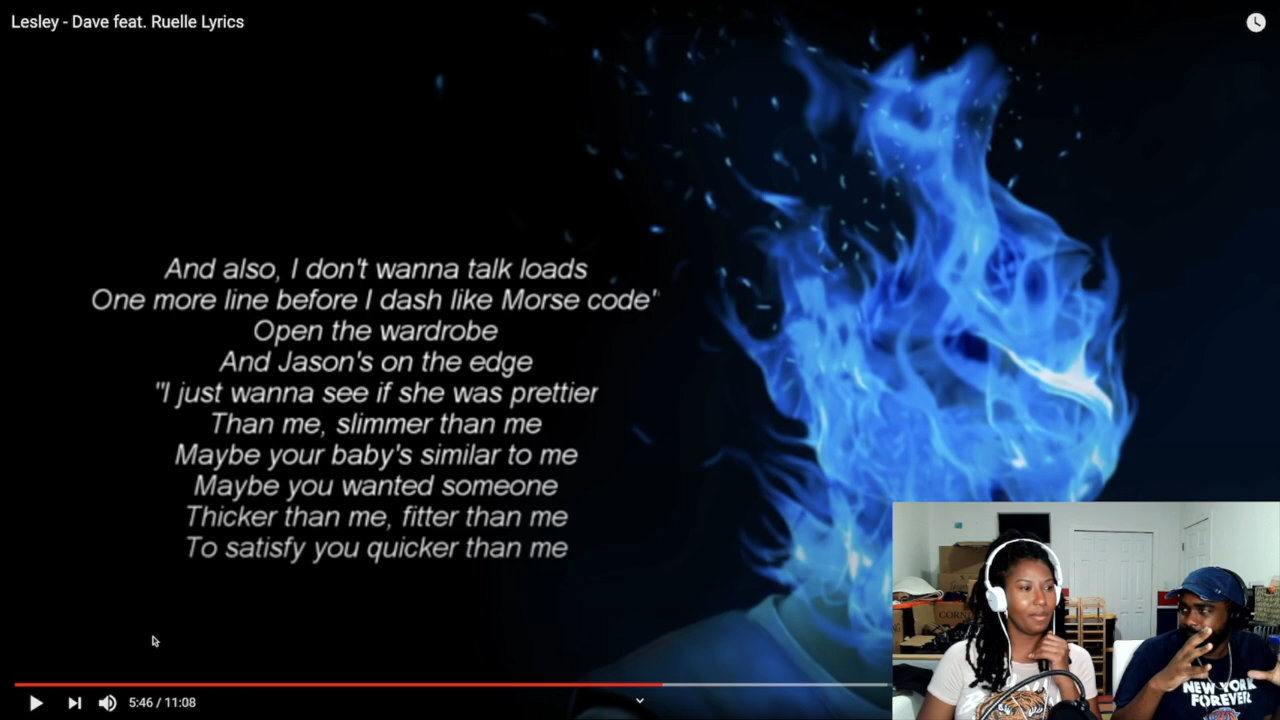 Lesley - Dave feat. Ruelle Lyrics
And also, I don't wanna talk loads
One more line before I dash like Morse code"
Open the wardrobe
And Jason's on the edge
"I just wanna see if she was prettier
Than me, slimmer than me
Maybe your baby's similar to me
Maybe you wanted someone
Thicker than me, fitter than me
To satisfy you quicker than me
5:46 / 11:08
NEW YORK
FOREVER